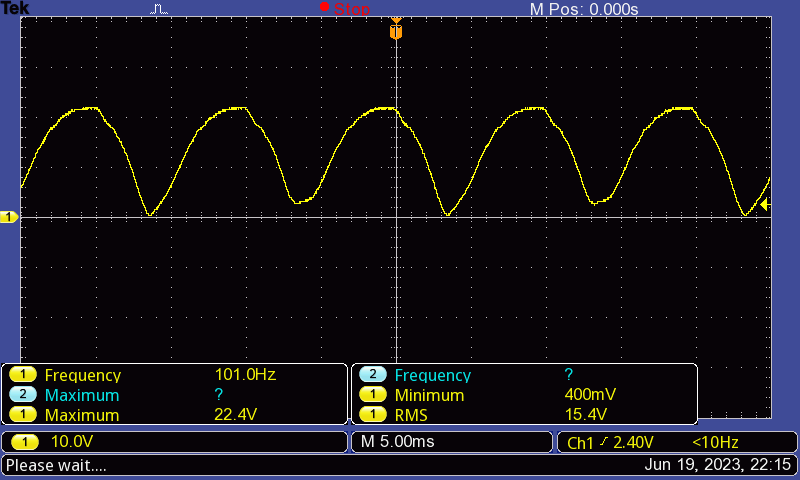 Tek Stop M Pos: 0.000s
T
1
1 Frequency 101.0Hz 2 Frequency ?
2 Maximum ? 1 Minimum 400mV
1 Maximum 22.4V 1 RMS 15.4V
1 10.0V M 5.00ms Ch1 2.40V <10Hz
Please wait.... Jun 19, 2023, 22:15